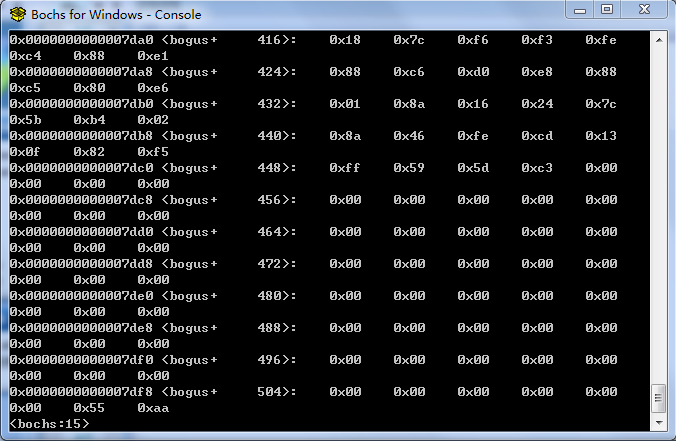 Bochs for Windows - Console
0x0000000000007da0 <bogus+     416>:    0x18    0x7c    0xf6    0xf3    0xfe
0xc4    0x88    0xe1
0x0000000000007da8 <bogus+     424>:    0x88    0xc6    0xd0    0xe8    0x88
0xc5    0x80    0xe6
0x0000000000007db0 <bogus+     432>:    0x01    0x8a    0x16    0x24    0x7c
0x5b    0xb4    0x02
0x0000000000007db8 <bogus+     440>:    0x8a    0x46    0xfe    0xcd    0x13
0x0f    0x82    0xf5
0x0000000000007dc0 <bogus+     448>:    0xff    0x59    0x5d    0xc3    0x00
0x00    0x00    0x00
0x0000000000007dc8 <bogus+     456>:    0x00    0x00    0x00    0x00    0x00
0x00    0x00    0x00
0x0000000000007dd0 <bogus+     464>:    0x00    0x00    0x00    0x00    0x00
0x00    0x00    0x00
0x0000000000007dd8 <bogus+     472>:    0x00    0x00    0x00    0x00    0x00
0x00    0x00    0x00
0x0000000000007de0 <bogus+     480>:    0x00    0x00    0x00    0x00    0x00
0x00    0x00    0x00
0x0000000000007de8 <bogus+     488>:    0x00    0x00    0x00    0x00    0x00
0x00    0x00    0x00
0x0000000000007df0 <bogus+     496>:    0x00    0x00    0x00    0x00    0x00
0x00    0x00    0x00
0x0000000000007df8 <bogus+     504>:    0x00    0x00    0x00    0x00    0x00
0x00    0x55    0xaa
<bochs:15>